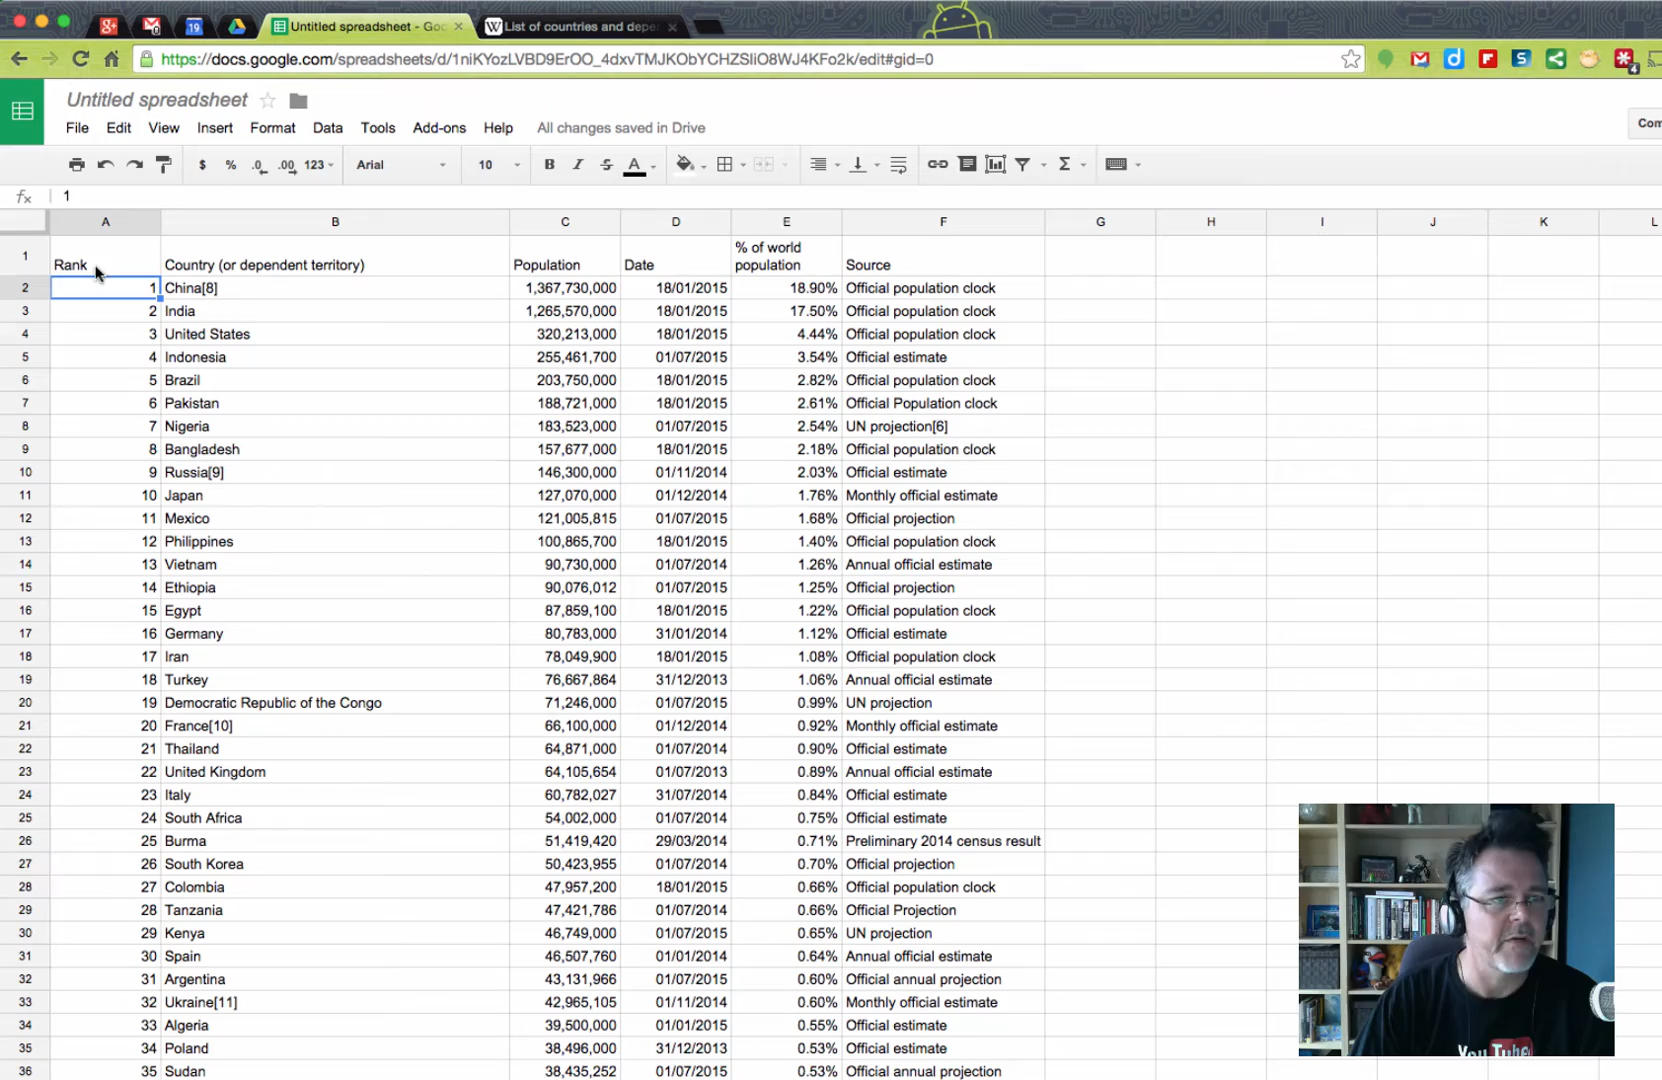 Untitled spreadsheet - Goo
List of countries and depe
19
https://docs.google.com/spreadsheets/d/1niKYozLVBD9ErOO_4dxvTMJKObYCHZSIiO8WJ4KFo2k/edit#gid=0
4
Untitled spreadsheet
File Edit View Insert Format Data Tools Add-ons Help All changes saved in Drive
Com
$ % .0 .00 123 Arial 10 B I S A Σ
fx 1
A B C D E F G H I J K L
1 Rank Country (or dependent territory) Population Date % of world population Source
2 1 China[8] 1,367,730,000 18/01/2015 18.90% Official population clock
3 2 India 1,265,570,000 18/01/2015 17.50% Official population clock
4 3 United States 320,213,000 18/01/2015 4.44% Official population clock
5 4 Indonesia 255,461,700 01/07/2015 3.54% Official estimate
6 5 Brazil 203,750,000 18/01/2015 2.82% Official population clock
7 6 Pakistan 188,721,000 18/01/2015 2.61% Official Population clock
8 7 Nigeria 183,523,000 01/07/2015 2.54% UN projection[6]
9 8 Bangladesh 157,677,000 18/01/2015 2.18% Official population clock
10 9 Russia[9] 146,300,000 01/11/2014 2.03% Official estimate
11 10 Japan 127,070,000 01/12/2014 1.76% Monthly official estimate
12 11 Mexico 121,005,815 01/07/2015 1.68% Official projection
13 12 Philippines 100,865,700 18/01/2015 1.40% Official population clock
14 13 Vietnam 90,730,000 01/07/2014 1.26% Annual official estimate
15 14 Ethiopia 90,076,012 01/07/2015 1.25% Official projection
16 15 Egypt 87,859,100 18/01/2015 1.22% Official population clock
17 16 Germany 80,783,000 31/01/2014 1.12% Official estimate
18 17 Iran 78,049,900 18/01/2015 1.08% Official population clock
19 18 Turkey 76,667,864 31/12/2013 1.06% Annual official estimate
20 19 Democratic Republic of the Congo 71,246,000 01/07/2015 0.99% UN projection
21 20 France[10] 66,100,000 01/12/2014 0.92% Monthly official estimate
22 21 Thailand 64,871,000 01/07/2014 0.90% Official estimate
23 22 United Kingdom 64,105,654 01/07/2013 0.89% Annual official estimate
24 23 Italy 60,782,027 31/07/2014 0.84% Official estimate
25 24 South Africa 54,002,000 01/07/2014 0.75% Official estimate
26 25 Burma 51,419,420 29/03/2014 0.71% Preliminary 2014 census result
27 26 South Korea 50,423,955 01/07/2014 0.70% Official projection
28 27 Colombia 47,957,200 18/01/2015 0.66% Official population clock
29 28 Tanzania 47,421,786 01/07/2014 0.66% Official Projection
30 29 Kenya 46,749,000 01/07/2015 0.65% UN projection
31 30 Spain 46,507,760 01/01/2014 0.64% Annual official estimate
32 31 Argentina 43,131,966 01/07/2015 0.60% Official annual projection
33 32 Ukraine[11] 42,965,105 01/11/2014 0.60% Monthly official estimate
34 33 Algeria 39,500,000 01/01/2015 0.55% Official estimate
35 34 Poland 38,496,000 31/12/2013 0.53% Official estimate
36 35 Sudan 38,435,252 01/07/2015 0.53% Official annual projection
YouTube